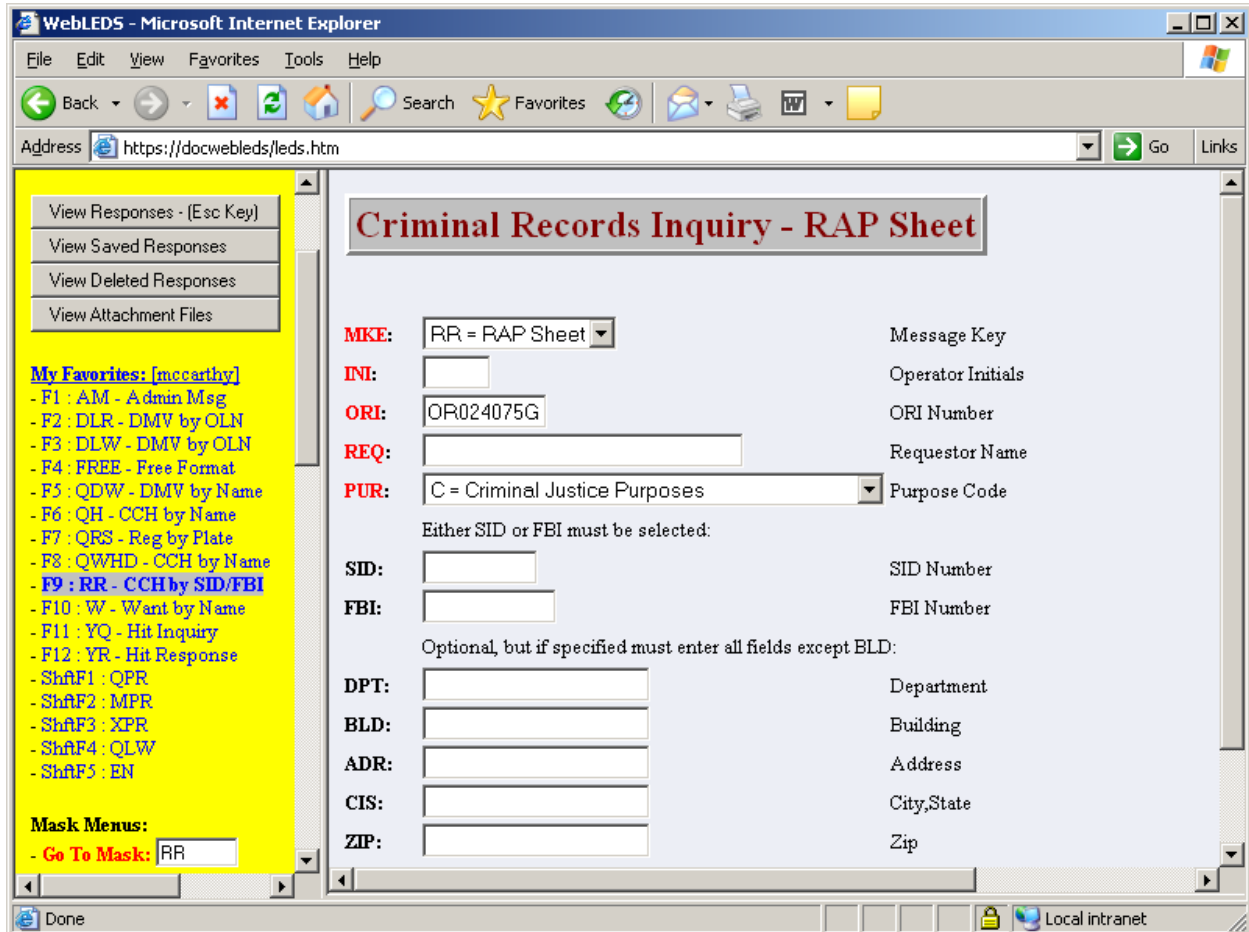 WebLEDS - Microsoft Internet Explorer
File Edit View Favorites Tools Help
Back Search Favorites
Address https://docwebleds/leds.htm Go Links
View Responses - (Esc Key)
View Saved Responses
View Deleted Responses
View Attachment Files
My Favorites: [mccarthy]
- F1 : AM - Admin Msg
- F2 : DLR - DMV by OLN
- F3 : DLW - DMV by OLN
- F4 : FREE - Free Format
- F5 : QDW - DMV by Name
- F6 : QH - CCH by Name
- F7 : QRS - Reg by Plate
- F8 : QWHD - CCH by Name
- F9 : RR - CCH by SID/FBI
- F10 : W - Want by Name
- F11 : YQ - Hit Inquiry
- F12 : YR - Hit Response
- ShftF1 : QPR
- ShftF2 : MPR
- ShftF3 : XPR
- ShftF4 : QLW
- ShftF5 : EN
Mask Menus:
- Go To Mask: RR
Criminal Records Inquiry - RAP Sheet
MKE: RR = RAP Sheet Message Key
INI: Operator Initials
ORI: OR024075G ORI Number
REQ: Requestor Name
PUR: C = Criminal Justice Purposes Purpose Code
Either SID or FBI must be selected:
SID: SID Number
FBI: FBI Number
Optional, but if specified must enter all fields except BLD:
DPT: Department
BLD: Building
ADR: Address
CIS: City,State
ZIP: Zip
Done Local intranet